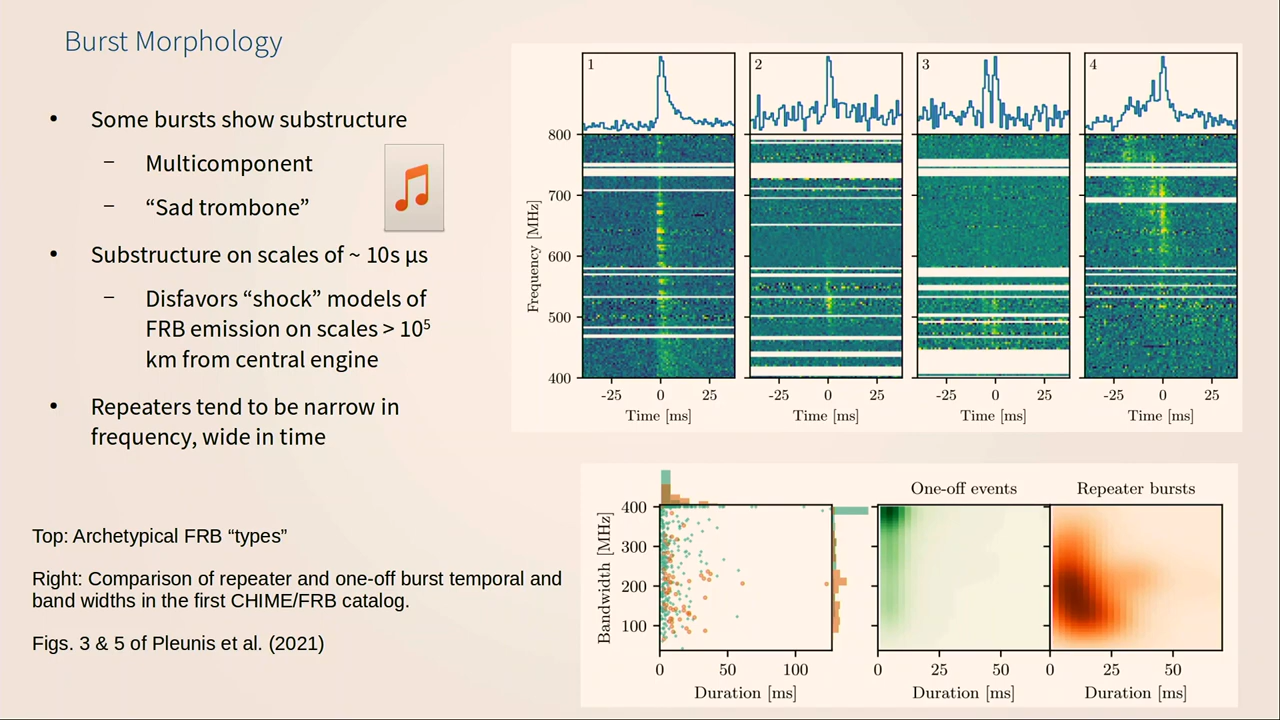 Burst Morphology
• Some bursts show substructure
– Multicomponent
– “Sad trombone”
• Substructure on scales of ~ 10s µs
– Disfavors “shock” models of
FRB emission on scales > 10⁵
km from central engine
• Repeaters tend to be narrow in
frequency, wide in time
Top: Archetypical FRB “types”
Right: Comparison of repeater and one-off burst temporal and
band widths in the first CHIME/FRB catalog.
Figs. 3 & 5 of Pleunis et al. (2021)
1 2 3 4
800
700
600
500
400
Frequency [MHz]
-25 0 25 -25 0 25 -25 0 25 -25 0 25
Time [ms] Time [ms] Time [ms] Time [ms]
One-off events Repeater bursts
400
300
200
100
Bandwidth [MHz]
0 50 100 0 25 50 0 25 50
Duration [ms] Duration [ms] Duration [ms]